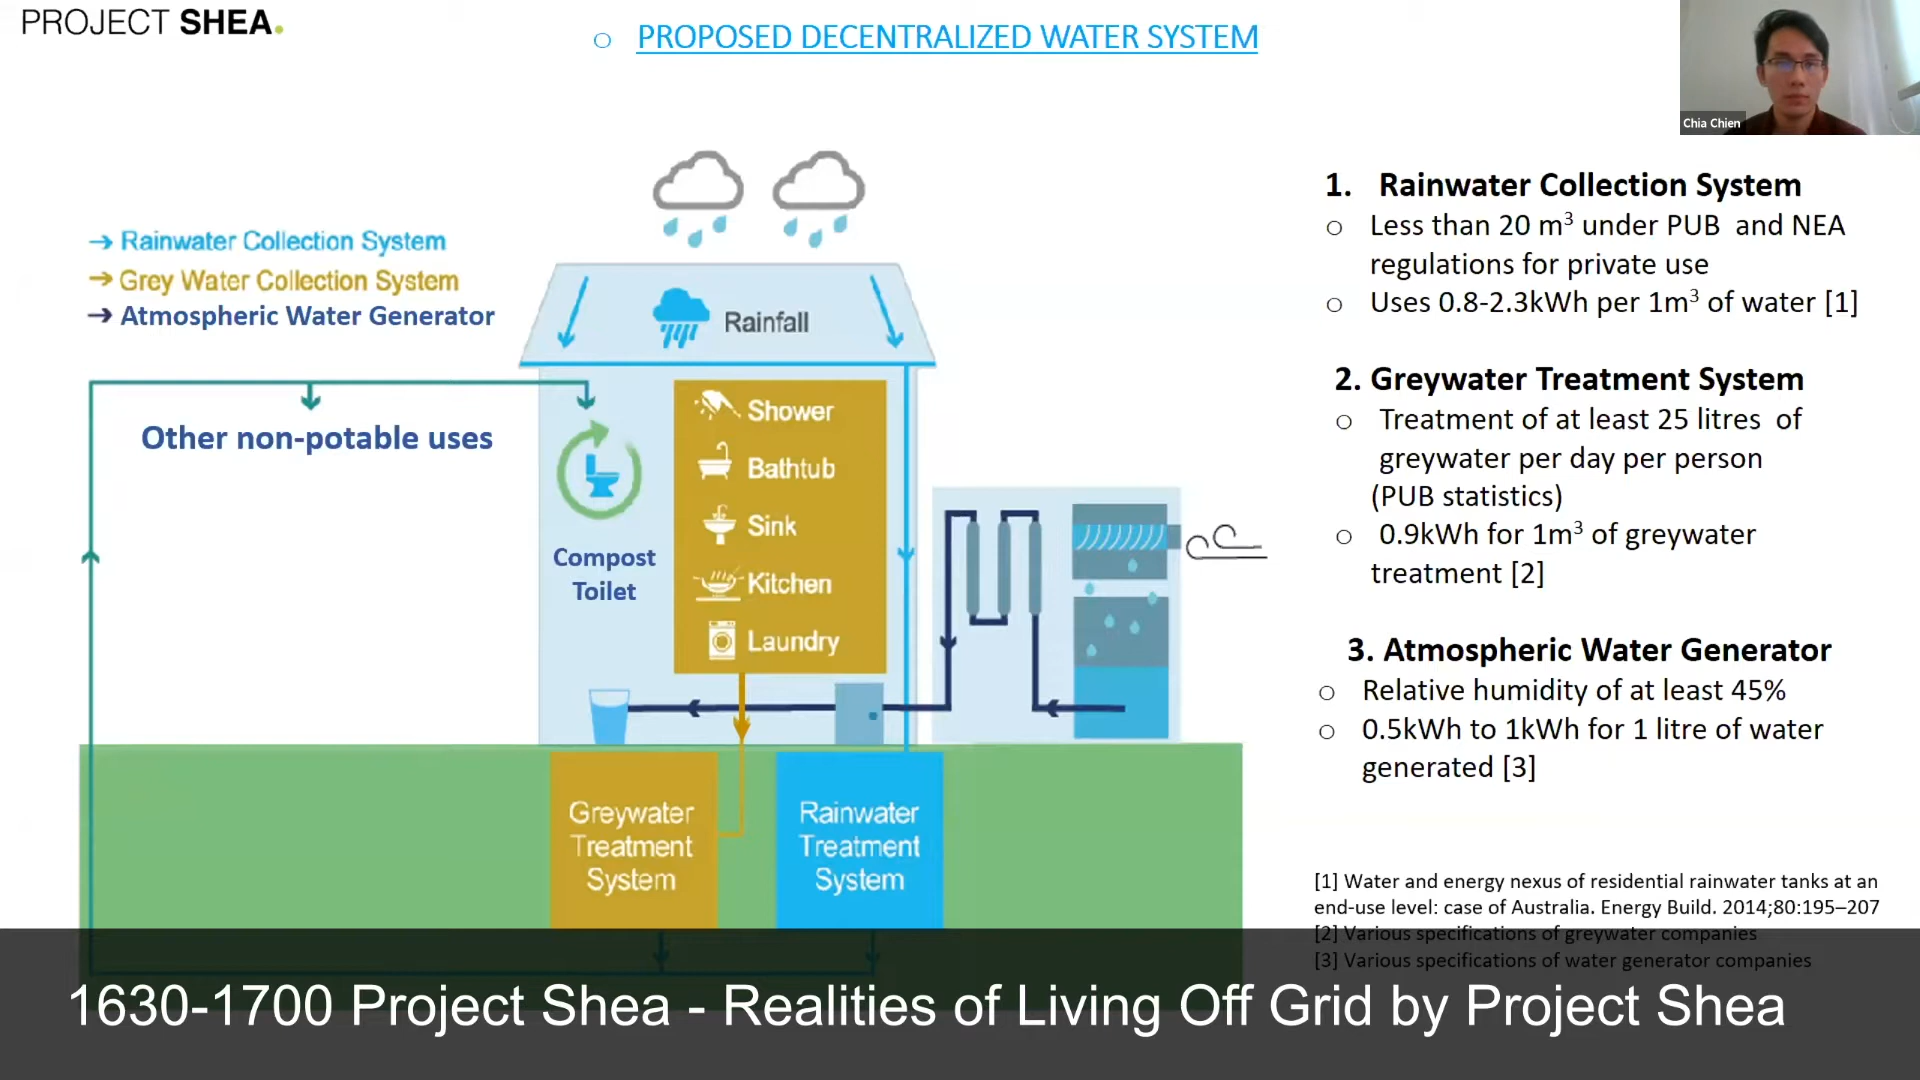 PROJECT SHEA.
PROPOSED DECENTRALIZED WATER SYSTEM
Chia Chien
Rainwater Collection System
Grey Water Collection System
Atmospheric Water Generator
Rainfall
Other non-potable uses
Compost
Toilet
Shower
Bathtub
Sink
Kitchen
Laundry
Greywater
Treatment
System
Rainwater
Treatment
System
1. Rainwater Collection System
Less than 20 m³ under PUB and NEA
regulations for private use
Uses 0.8-2.3kWh per 1m³ of water [1]
2. Greywater Treatment System
Treatment of at least 25 litres of
greywater per day per person
(PUB statistics)
0.9kWh for 1m³ of greywater
treatment [2]
3. Atmospheric Water Generator
Relative humidity of at least 45%
0.5kWh to 1kWh for 1 litre of water
generated [3]
[1] Water and energy nexus of residential rainwater tanks at an
end-use level: case of Australia. Energy Build. 2014;80:195–207
[2] Various specifications of greywater companies
[3] Various specifications of water generator companies
1630-1700 Project Shea - Realities of Living Off Grid by Project Shea